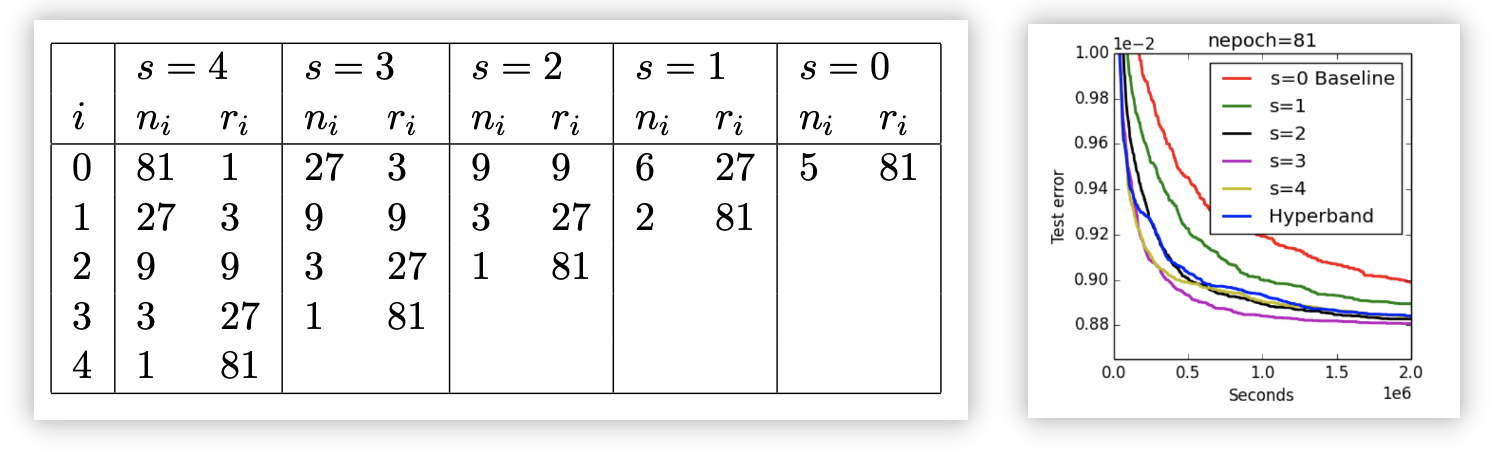 s = 4 s = 3 s = 2 s = 1 s = 0
i n_i r_i n_i r_i n_i r_i n_i r_i n_i r_i
0 81 1 27 3 9 9 6 27 5 81
1 27 3 9 9 3 27 2 81
2 9 9 3 27 1 81
3 3 27 1 81
4 1 81
nepoch=81
1e−2
1.00
0.98
0.96
0.94
0.92
0.90
0.88
Test error
s=0 Baseline
s=1
s=2
s=3
s=4
Hyperband
0.0 0.5 1.0 1.5 2.0
Seconds
1e6